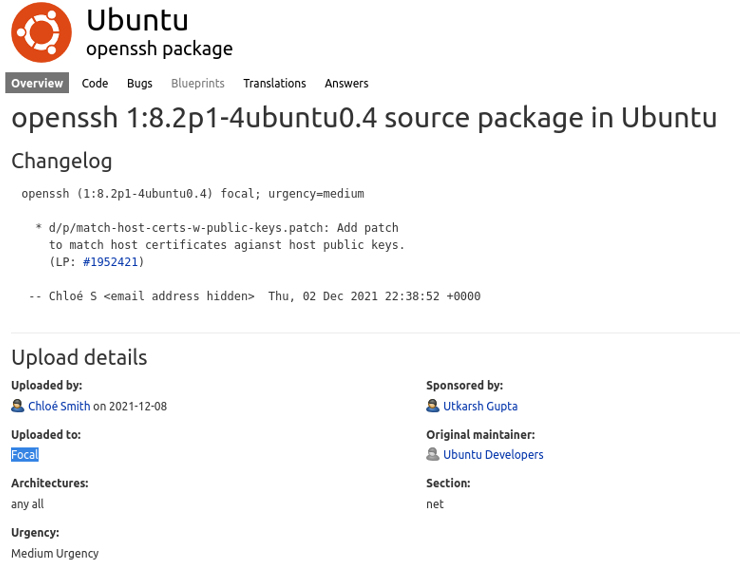 Ubuntu
openssh package
Overview Code Bugs Blueprints Translations Answers
openssh 1:8.2p1-4ubuntu0.4 source package in Ubuntu
Changelog
openssh (1:8.2p1-4ubuntu0.4) focal; urgency=medium
* d/p/match-host-certs-w-public-keys.patch: Add patch
to match host certificates agianst host public keys.
(LP: #1952421)
-- Chloé S <email address hidden>  Thu, 02 Dec 2021 22:38:52 +0000
Upload details
Uploaded by:
Chloé Smith on 2021-12-08
Sponsored by:
Utkarsh Gupta
Uploaded to:
Focal
Original maintainer:
Ubuntu Developers
Architectures:
any all
Section:
net
Urgency:
Medium Urgency